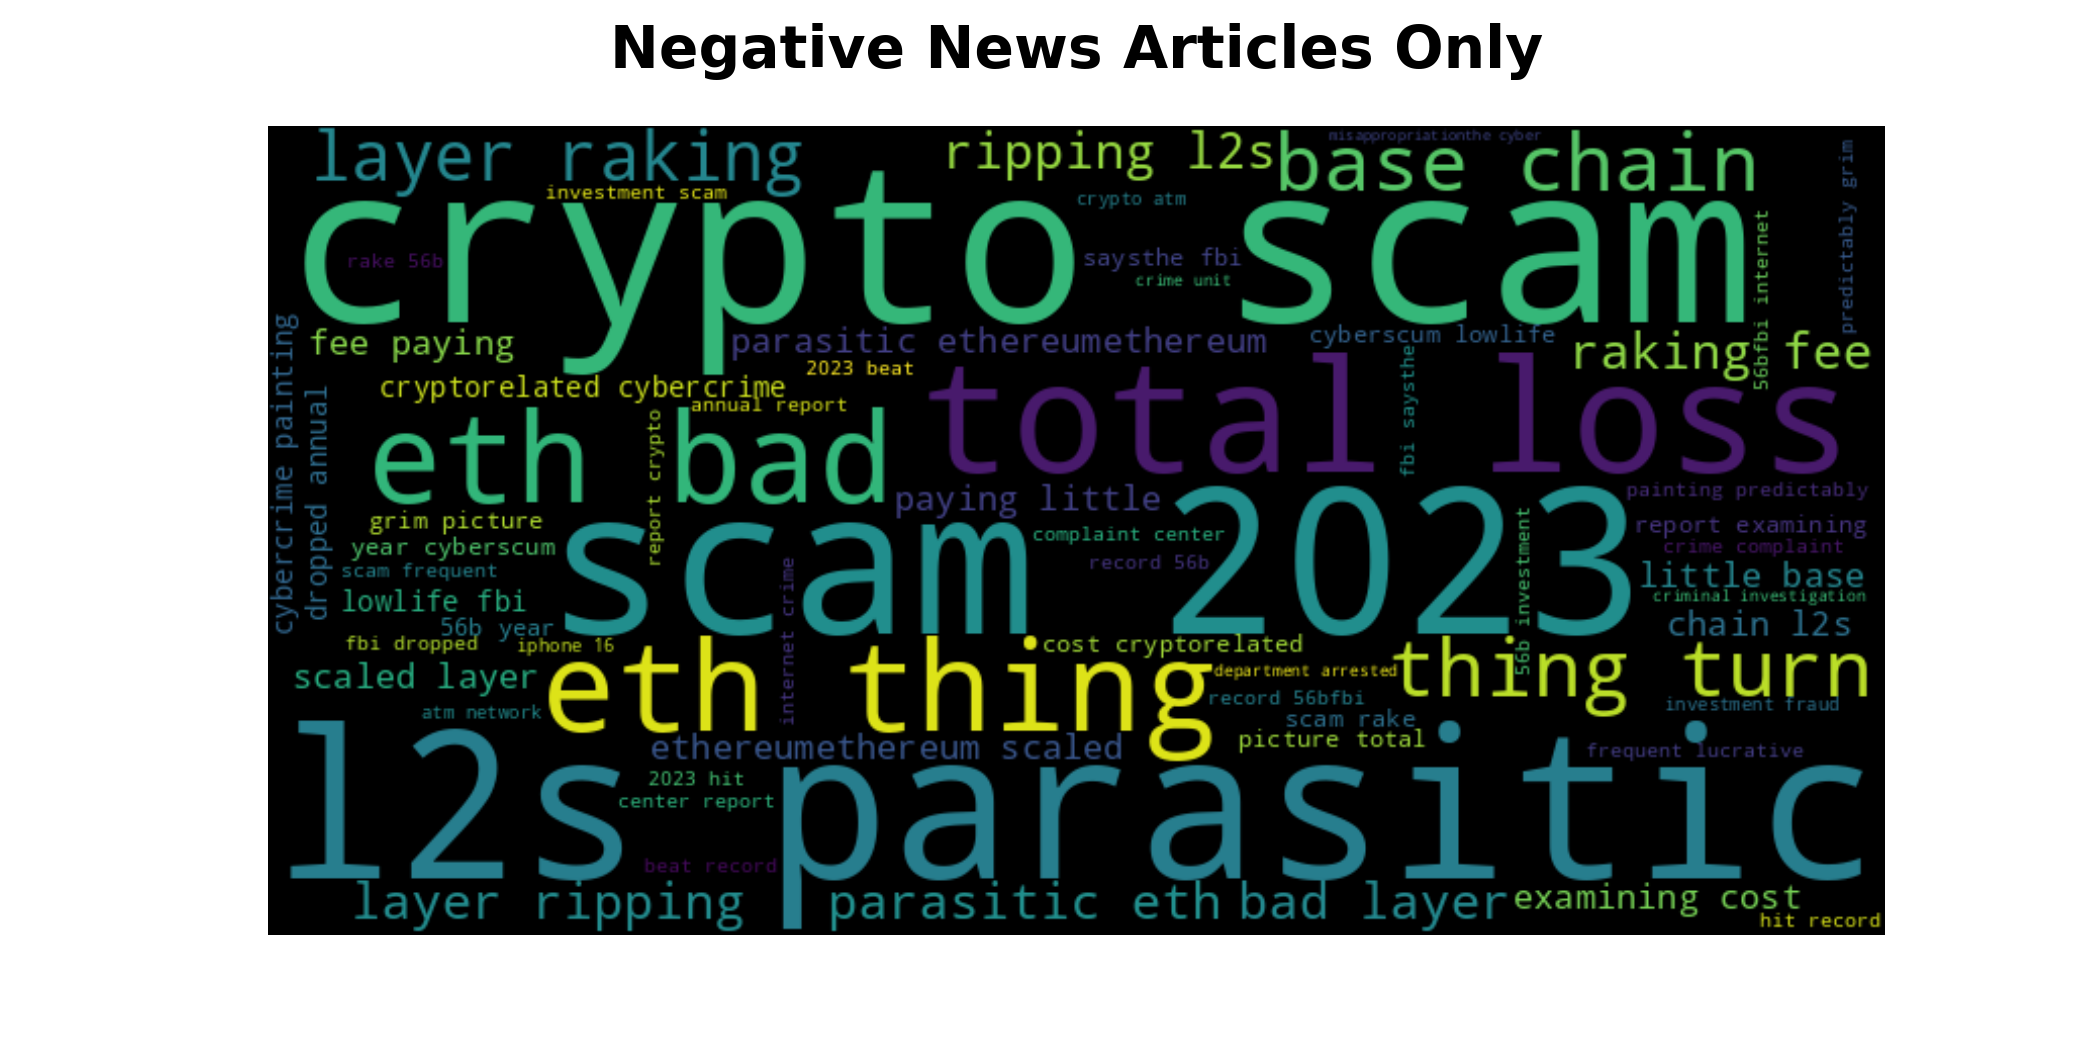 Negative News Articles Only
layer raking
ripping l2s
base chain
misappropriationthe cyber
predictably grim
investment scam
crypto atm
crypto scam
rake 56b
saysthe fbi
crime unit
56bfbi internet
cybercrime painting
fee paying
parasitic ethereumethereum
cyberscum lowlife
raking fee
2023 beat
cryptorelated cybercrime
annual report
total loss
fbi saysthe
dropped annual
eth bad
report crypto
paying little
painting predictably
grim picture
scam 2023
report examining
year cyberscum
complaint center
crime complaint
scam frequent
record 56b
56b investment
little base
lowlife fbi
internet crime
criminal investigation
56b year
chain l2s
fbi dropped
iphone 16
cost cryptorelated
eth thing
department arrested
thing turn
scaled layer
record 56bfbi
investment fraud
atm network
scam rake
ethereumethereum scaled
picture total
frequent lucrative
2023 hit
center report
l2s parasitic
beat record
layer ripping
parasitic eth
bad layer
examining cost
hit record